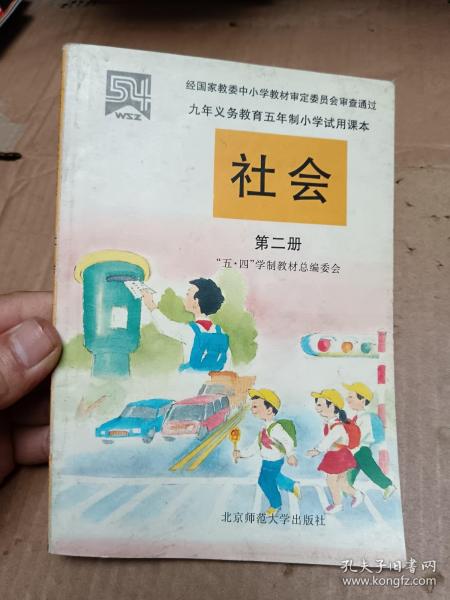 54
WSZ
经国家教委中小学教材审定委员会审查通过
九年义务教育五年制小学试用课本
社会
第二册
“五·四”学制教材总编委会
北京师范大学出版社
孔夫子旧书网
www.kongfz.com